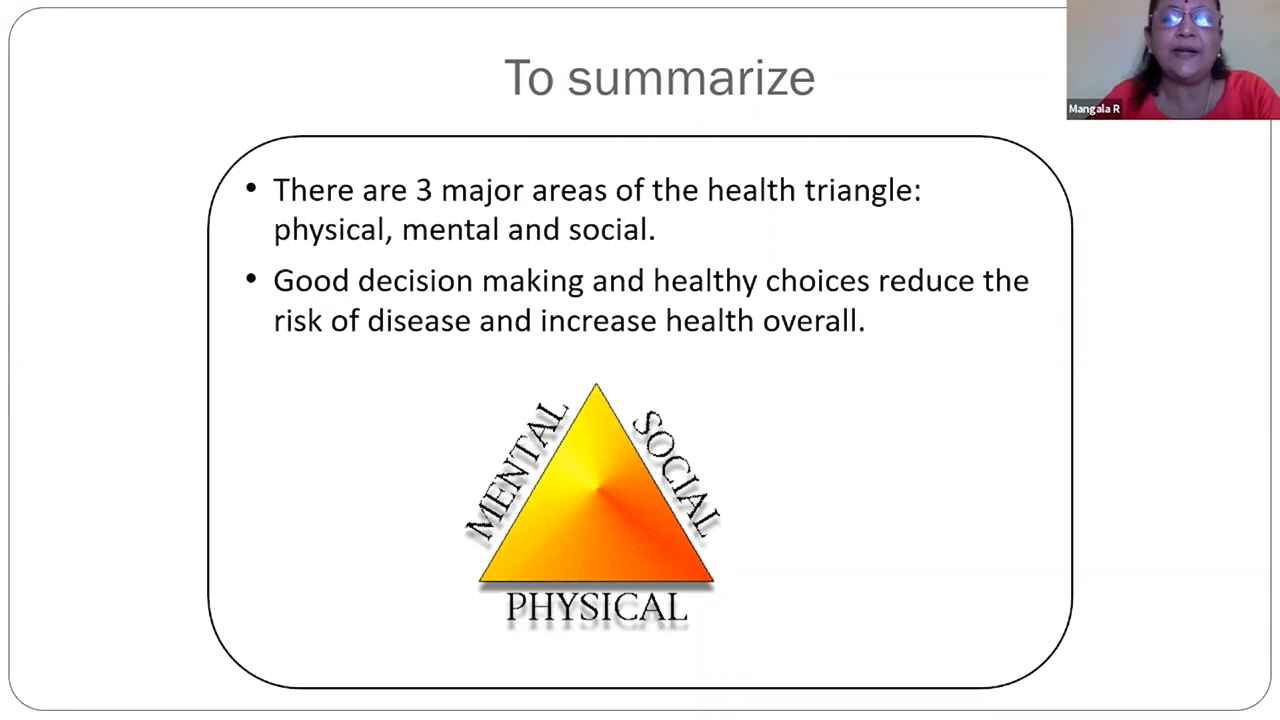 To summarize
Mangala R
• There are 3 major areas of the health triangle:
physical, mental and social.
• Good decision making and healthy choices reduce the
risk of disease and increase health overall.
MENTAL
SOCIAL
PHYSICAL